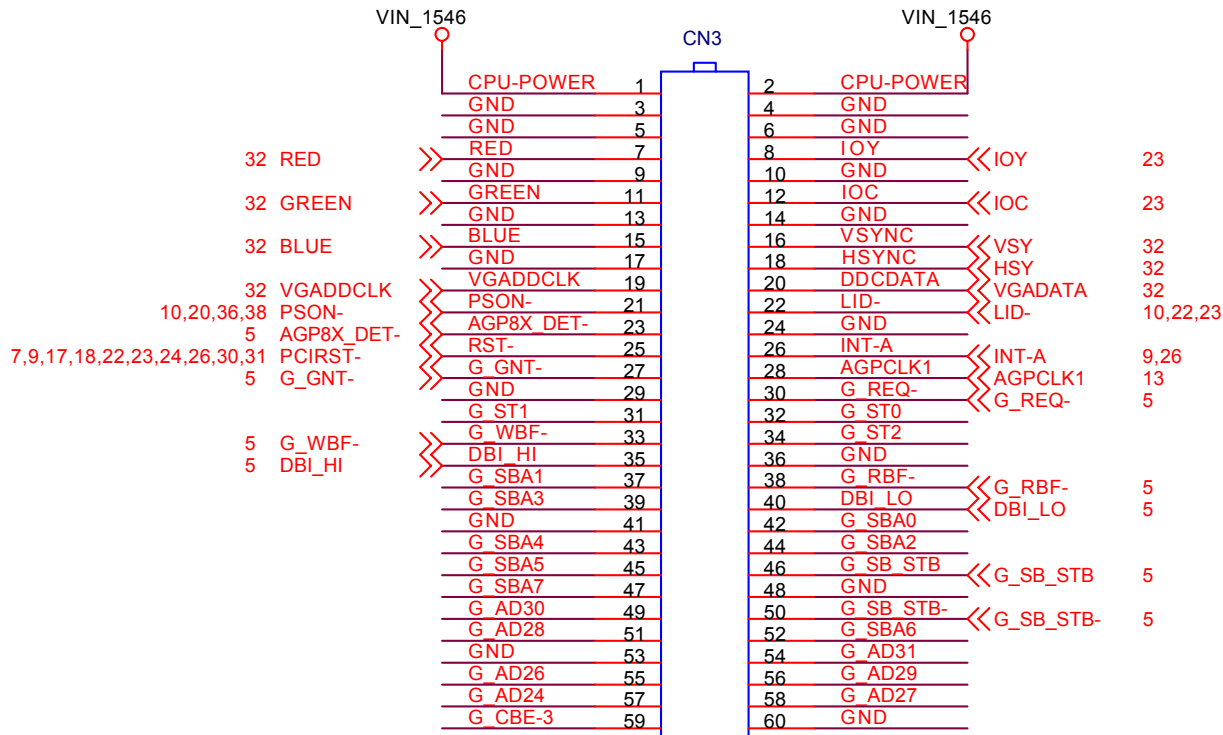 VIN_1546 VIN_1546
CN3
CPU-POWER 1 2 CPU-POWER
GND 3 4 GND
GND 5 6 GND
32 RED RED 7 8 IOY IOY 23
GND 9 10 GND
32 GREEN GREEN 11 12 IOC IOC 23
GND 13 14 GND
32 BLUE BLUE 15 16 VSYNC VSY 32
GND 17 18 HSYNC HSY 32
32 VGADDCLK VGADDCLK 19 20 DDCDATA VGADATA 32
10,20,36,38 PSON- PSON- 21 22 LID- LID- 10,22,23
5 AGP8X_DET- AGP8X_DET- 23 24 GND
7,9,17,18,22,23,24,26,30,31 PCIRST- RST- 25 26 INT-A INT-A 9,26
5 G_GNT- G_GNT- 27 28 AGPCLK1 AGPCLK1 13
GND 29 30 G_REQ- G_REQ- 5
G_ST1 31 32 G_ST0
5 G_WBF- G_WBF- 33 34 G_ST2
5 DBI_HI DBI_HI 35 36 GND
G_SBA1 37 38 G_RBF- G_RBF- 5
G_SBA3 39 40 DBI_LO DBI_LO 5
GND 41 42 G_SBA0
G_SBA4 43 44 G_SBA2
G_SBA5 45 46 G_SB_STB G_SB_STB 5
G_SBA7 47 48 GND
G_AD30 49 50 G_SB_STB- G_SB_STB- 5
G_AD28 51 52 G_SBA6
GND 53 54 G_AD31
G_AD26 55 56 G_AD29
G_AD24 57 58 G_AD27
G_CBE-3 59 60 GND